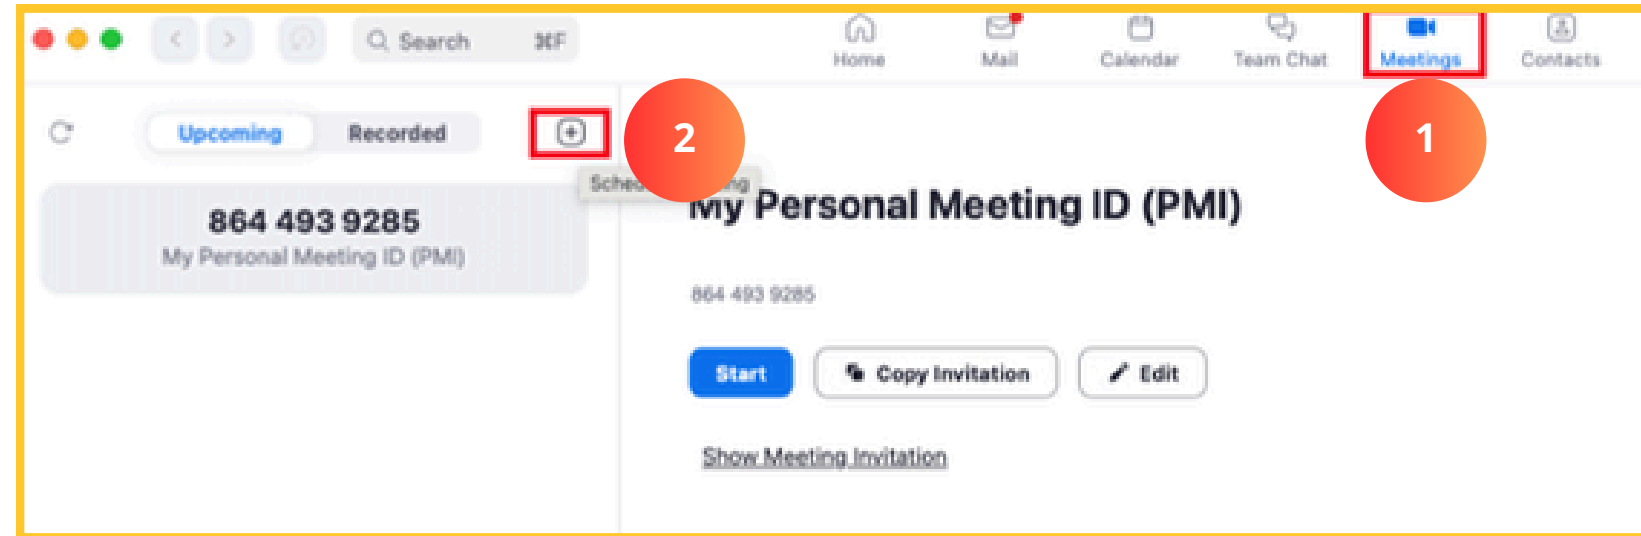 Search ⌘F
Home Mail Calendar Team Chat Meetings Contacts
Upcoming Recorded
2
1
My Personal Meeting ID (PMI)
864 493 9285
My Personal Meeting ID (PMI)
864 493 9285
Start Copy Invitation Edit
Show Meeting Invitation